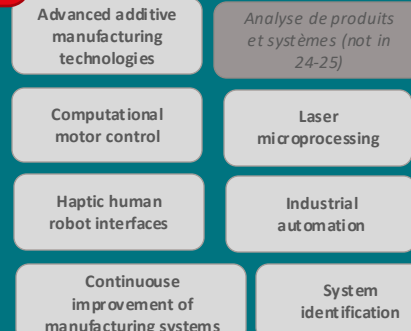 Advanced additive
manufacturing
technologies
Analyse de produits
et systèmes (not in
24-25)
Computational
motor control
Laser
microprocessing
Haptic human
robot interfaces
Industrial
automation
Continuouse
improvement of
manufacturing systems
System
identification